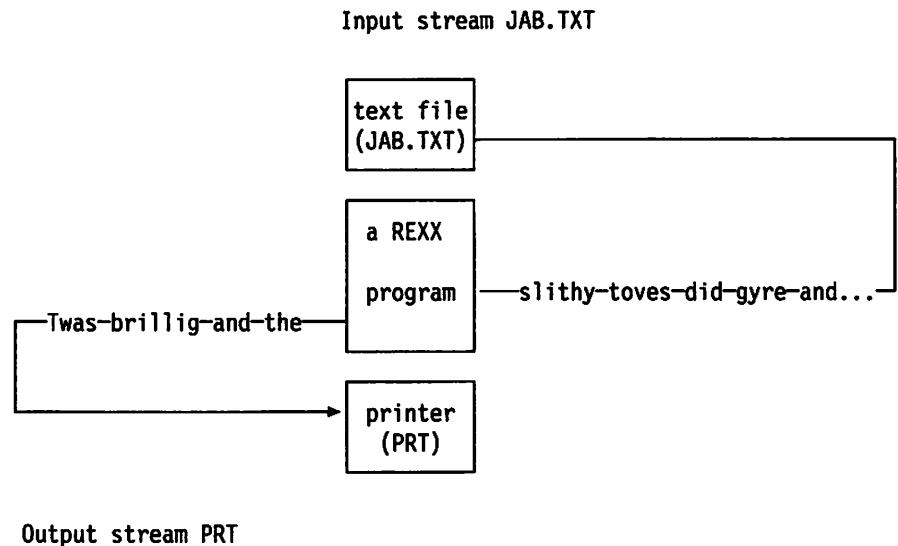 Input stream JAB.TXT
text file
(JAB.TXT)
a REXX
program
slithy-toves-did-gyre-and...
Twas-brillig-and-the
printer
(PRT)
Output stream PRT